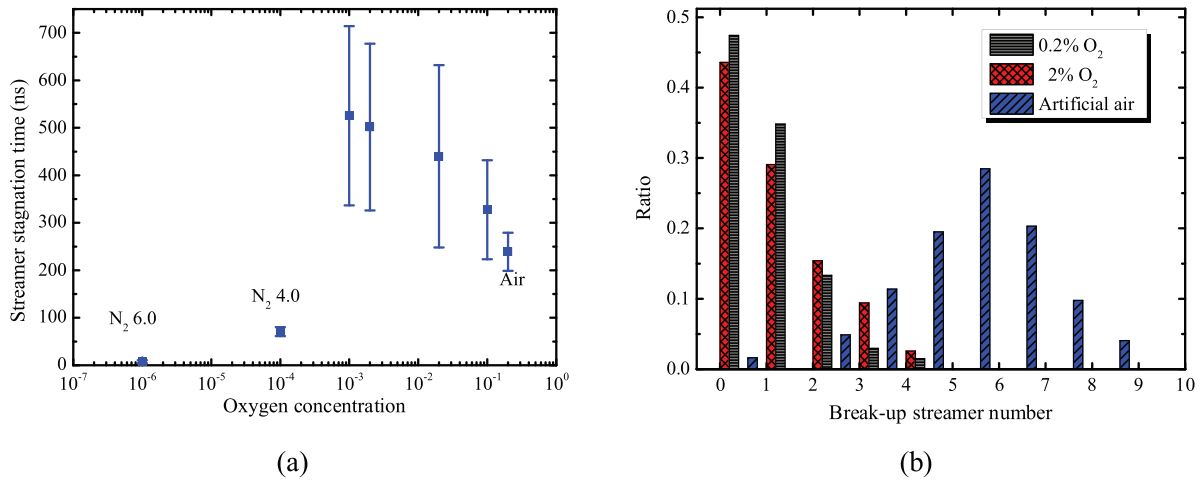 700
600
500
400
300
200
100
0
Streamer stagnation time (ns)
N₂ 6.0
N₂ 4.0
Air
10⁻⁷ 10⁻⁶ 10⁻⁵ 10⁻⁴ 10⁻³ 10⁻² 10⁻¹ 10⁰
Oxygen concentration
(a)
0.5
0.4
0.3
0.2
0.1
0.0
Ratio
0.2% O₂
2% O₂
Artificial air
0 1 2 3 4 5 6 7 8 9 10
Break-up streamer number
(b)